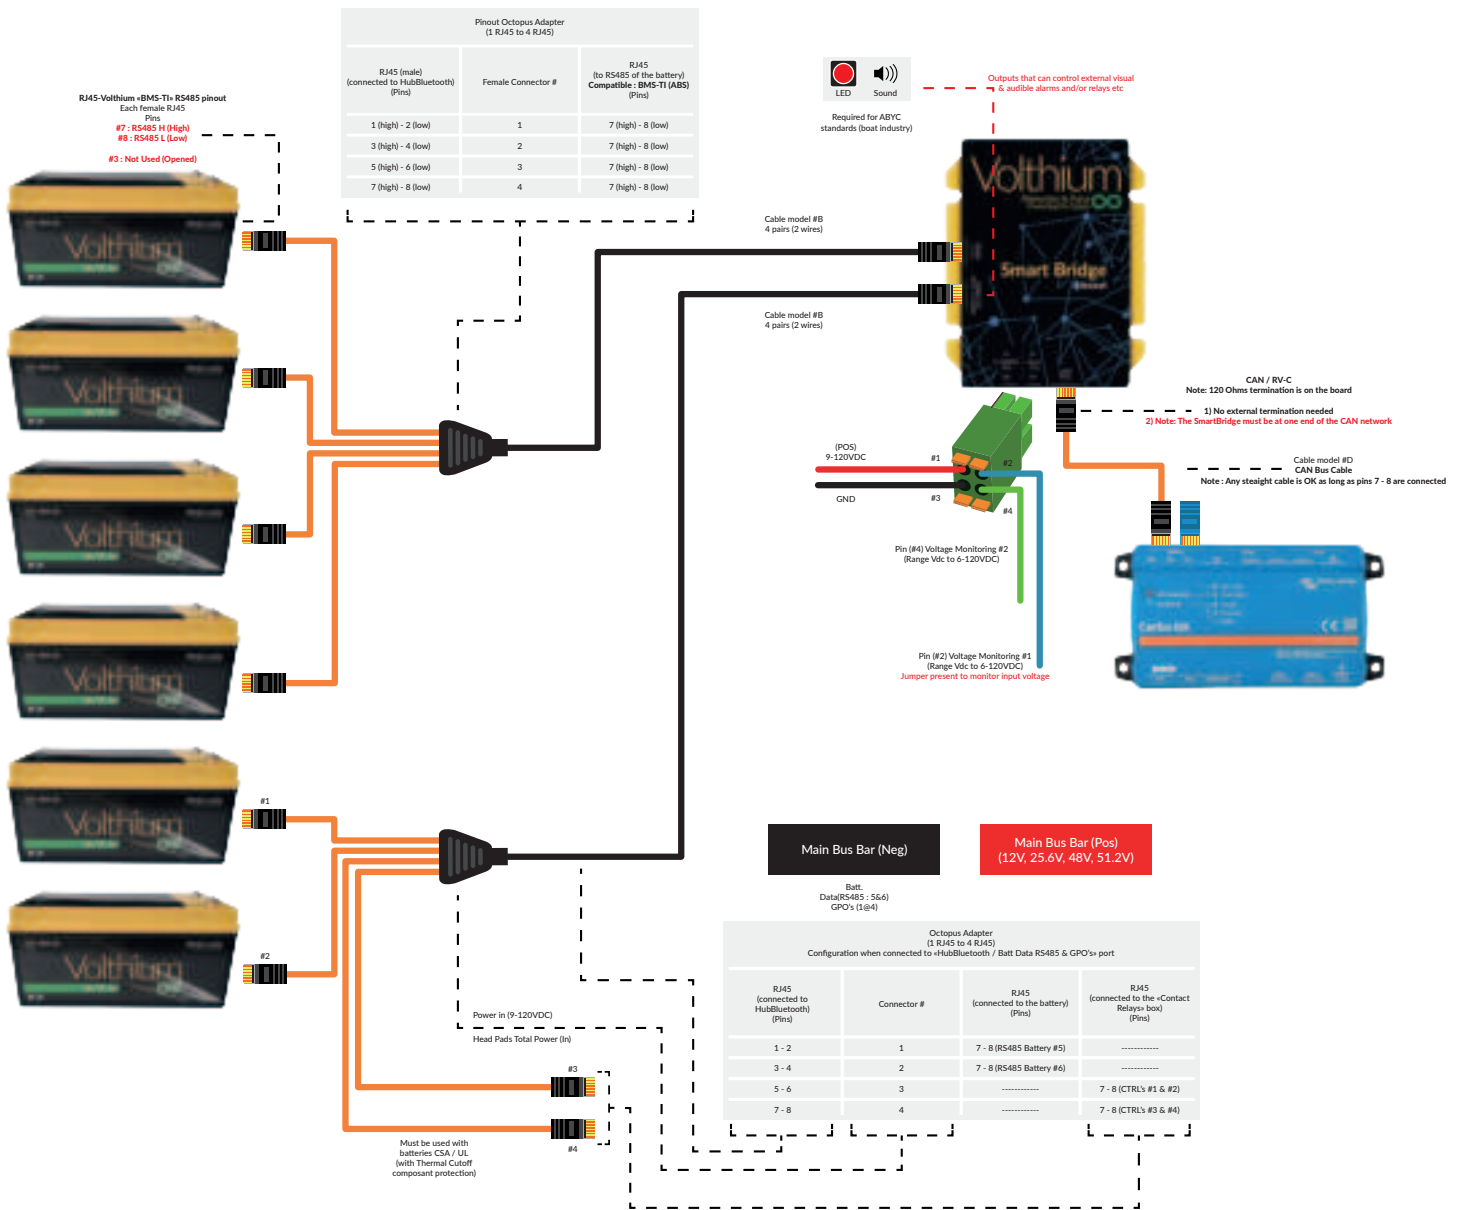 Pinout Octopus Adapter
(1 RJ45 to 4 RJ45)
RJ45 (male)
(connected to HubBluetooth)
(Pins)
Female Connector #
RJ45
(to RS485 of the battery)
Compatible : BMS-TI (ABS)
(Pins)
1 (high) - 2 (low)
1
7 (high) - 8 (low)
3 (high) - 4 (low)
2
7 (high) - 8 (low)
5 (high) - 6 (low)
3
7 (high) - 8 (low)
7 (high) - 8 (low)
4
7 (high) - 8 (low)
RJ45-Volthium «BMS-TI» RS485 pinout
Each female RJ45
Pins
#7 : RS485 H (High)
#8 : RS485 L (Low)
#3 : Not Used (Opened)
Volthium
Volthium
Volthium
Volthium
Volthium
Volthium
LED
Sound
Required for ABYC
standards (boat industry)
Outputs that can control external visual
& audible alarms and/or relays etc
Volthium
Smart Bridge
Cable model #B
4 pairs (2 wires)
Cable model #B
4 pairs (2 wires)
CAN / RV-C
Note: 120 Ohms termination is on the board
1) No external termination needed
2) Note: The SmartBridge must be at one end of the CAN network
Cable model #D
CAN Bus Cable
Note : Any steaight cable is OK as long as pins 7 - 8 are connected
(POS)
9-120VDC
GND
#1
#2
#3
#4
Pin (#4) Voltage Monitoring #2
(Range Vdc to 6-120VDC)
Pin (#2) Voltage Monitoring #1
(Range Vdc to 6-120VDC)
Jumper present to monitor input voltage
#1
#2
Main Bus Bar (Neg)
Main Bus Bar (Pos)
(12V, 25.6V, 48V, 51.2V)
Batt.
Data(RS485 : 5&6)
GPO's (1@4)
Octopus Adapter
(1 RJ45 to 4 RJ45)
Configuration when connected to «HubBluetooth / Batt Data RS485 & GPO's» port
RJ45
(connected to
HubBluetooth)
(Pins)
Connector #
RJ45
(connected to the battery)
(Pins)
RJ45
(connected to the «Contact
Relays» box)
(Pins)
1 - 2
1
7 - 8 (RS485 Battery #5)
------------
3 - 4
2
7 - 8 (RS485 Battery #6)
------------
5 - 6
3
------------
7 - 8 (CTRL's #1 & #2)
7 - 8
4
------------
7 - 8 (CTRL's #3 & #4)
Power in (9-120VDC)
Head Pads Total Power (In)
#3
#4
Must be used with
batteries CSA / UL
(with Thermal Cutoff
composant protection)